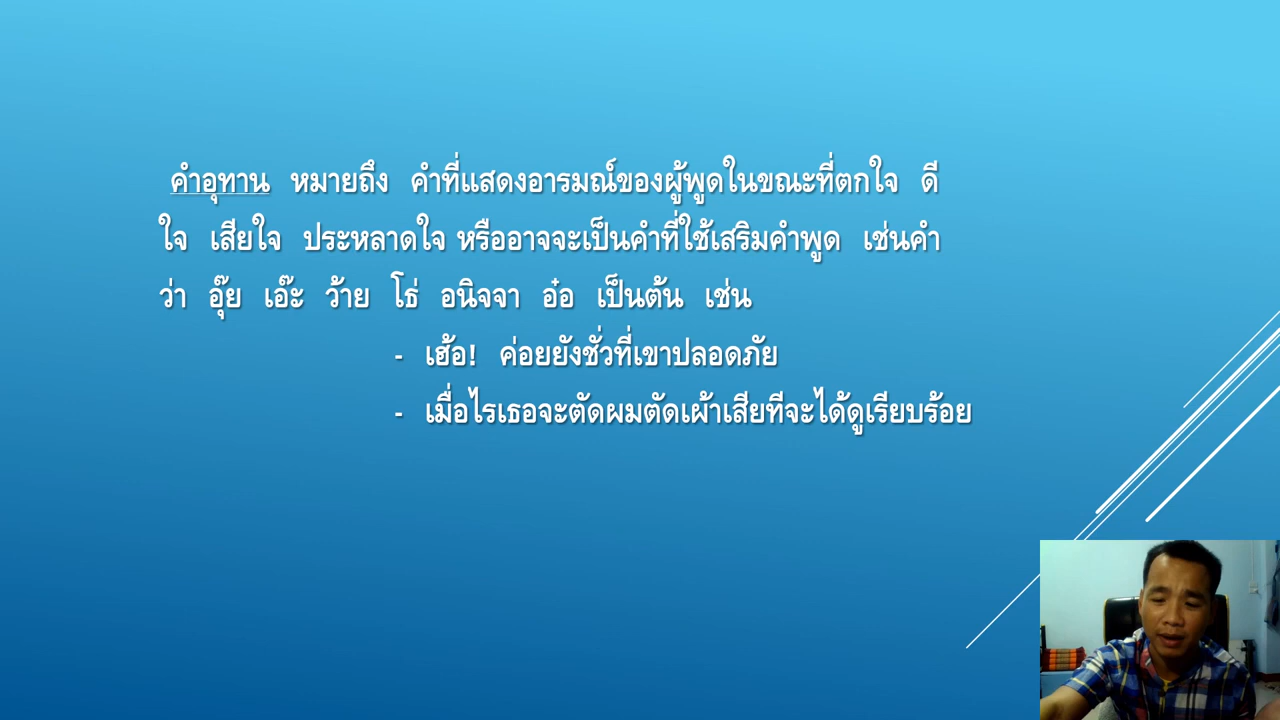 คำอุทาน หมายถึง คำที่แสดงอารมณ์ของผู้พูดในขณะที่ตกใจ ดี
ใจ เสียใจ ประหลาดใจ หรืออาจจะเป็นคำที่ใช้เสริมคำพูด เช่นคำ
ว่า อุ๊ย เอ๊ะ ว้าย โธ่ อนิจจา อ๋อ เป็นต้น เช่น
- เฮ้อ! ค่อยยังชั่วที่เขาปลอดภัย
- เมื่อไรเธอจะตัดผมตัดเผ้าเสียทีจะได้ดูเรียบร้อย